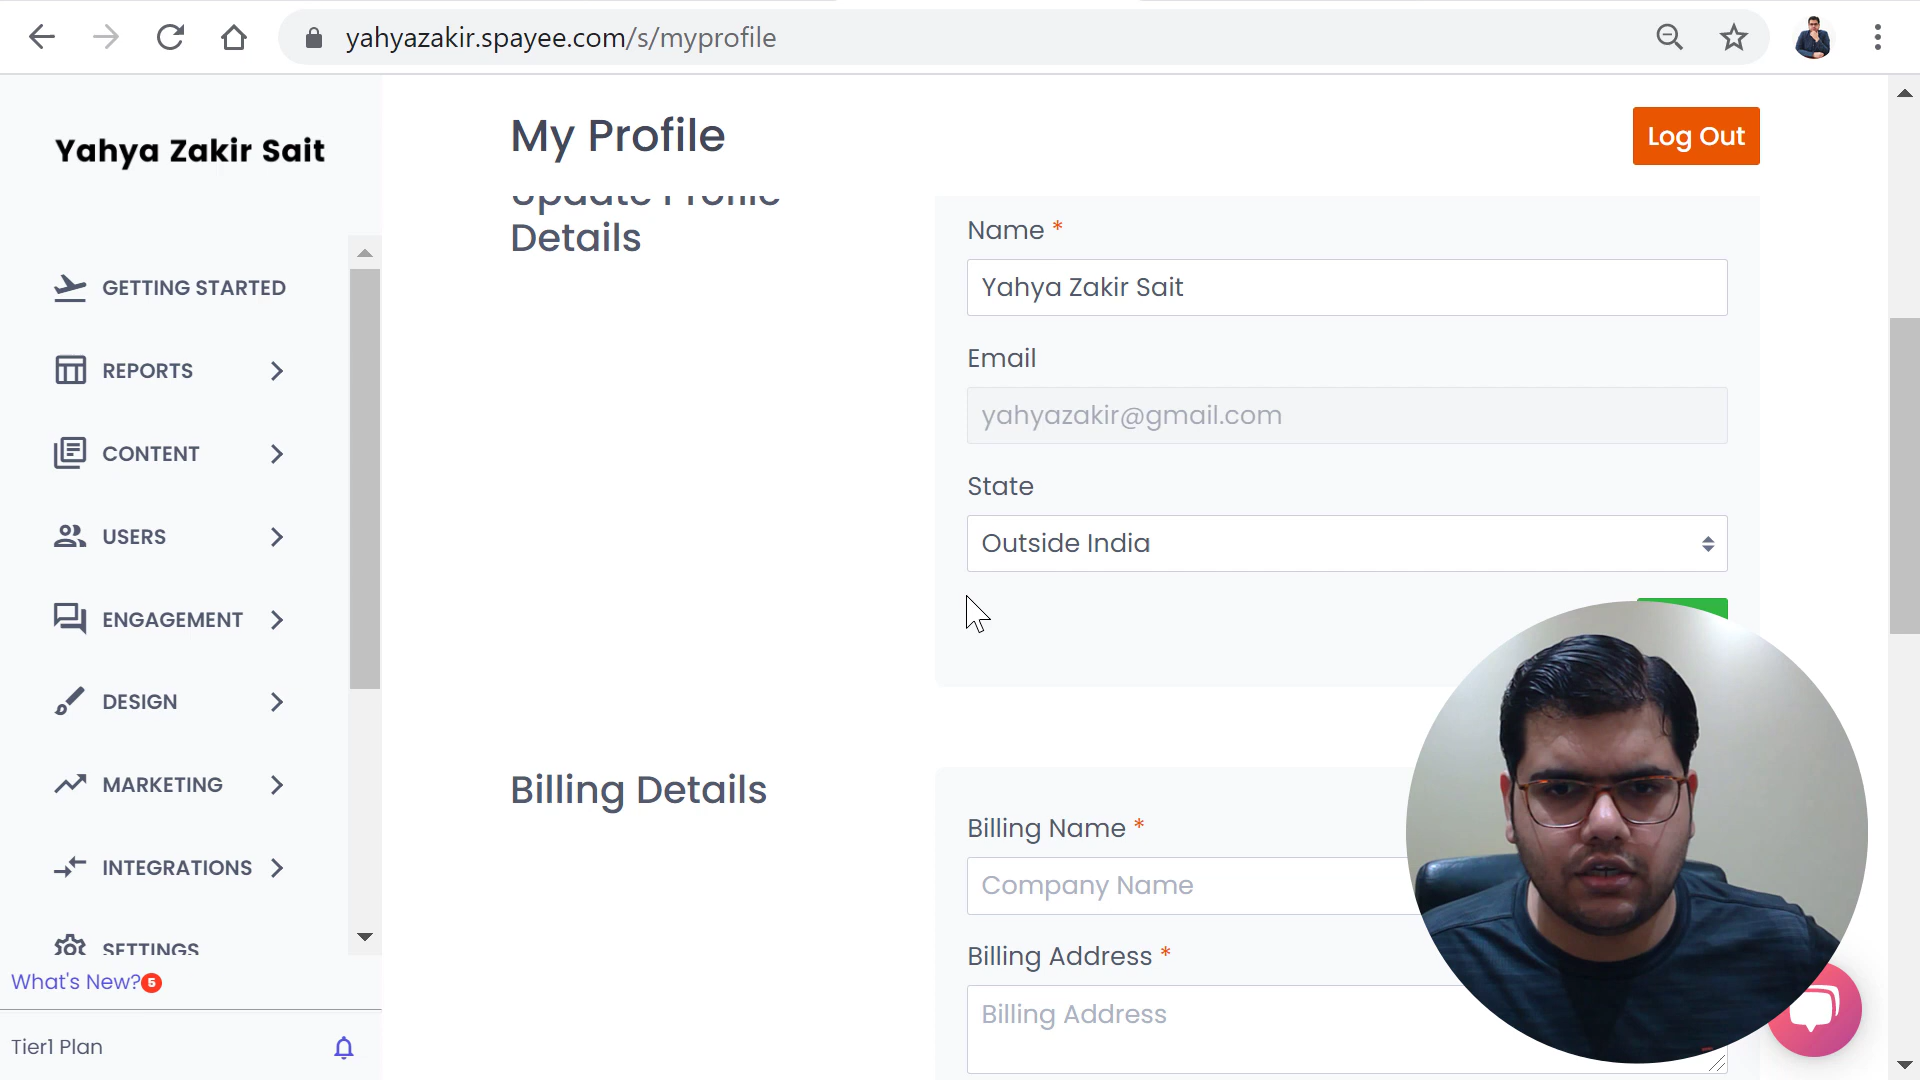 yahyazakir.spayee.com/s/myprofile
Yahya Zakir Sait
My Profile
Log Out
GETTING STARTED
REPORTS
CONTENT
USERS
ENGAGEMENT
DESIGN
MARKETING
INTEGRATIONS
SETTINGS
What's New? 5
Tier1 Plan
Update Profile
Details
Name *
Yahya Zakir Sait
Email
yahyazakir@gmail.com
State
Outside India
Billing Details
Billing Name *
Company Name
Billing Address *
Billing Address